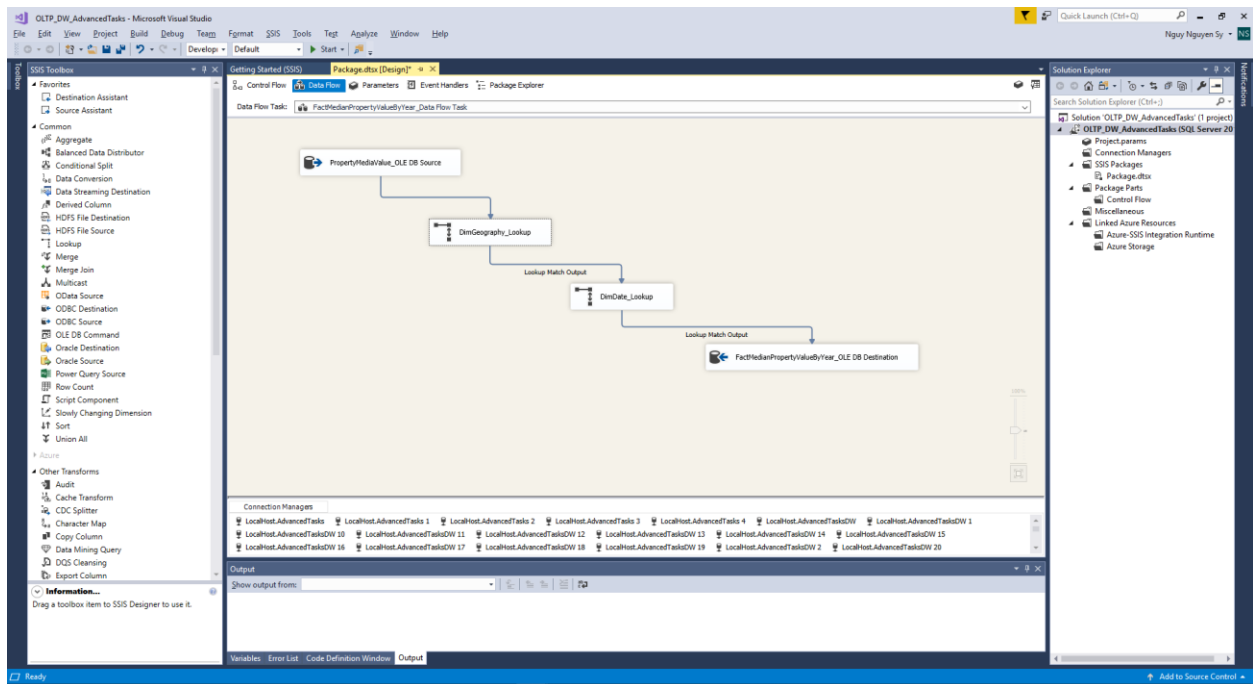 OLTP_DW_AdvancedTasks - Microsoft Visual Studio
Quick Launch (Ctrl+Q)
File Edit View Project Build Debug Team Format SSIS Tools Test Analyze Window Help
Nguy Nguyen Sy NS
Develop Default Start
Toolbox
SSIS Toolbox
Favorites
Destination Assistant
Source Assistant
Common
Aggregate
Balanced Data Distributor
Conditional Split
Data Conversion
Data Streaming Destination
Derived Column
HDFS File Destination
HDFS File Source
Lookup
Merge
Merge Join
Multicast
OData Source
ODBC Destination
ODBC Source
OLE DB Command
Oracle Destination
Oracle Source
Power Query Source
Row Count
Script Component
Slowly Changing Dimension
Sort
Union All
Azure
Other Transforms
Audit
Cache Transform
CDC Splitter
Character Map
Copy Column
Data Mining Query
DQS Cleansing
Export Column
Information...
Drag a toolbox item to SSIS Designer to use it.
Getting Started (SSIS) Package.dtsx [Design]*
Control Flow Data Flow Parameters Event Handlers Package Explorer
Data Flow Task: FactMedianPropertyValueByYear_Data Flow Task
PropertyMediaValue_OLE DB Source
DimGeography_Lookup
Lookup Match Output
DimDate_Lookup
Lookup Match Output
FactMedianPropertyValueByYear_OLE DB Destination
Connection Managers
LocalHost.AdvancedTasks LocalHost.AdvancedTasks 1 LocalHost.AdvancedTasks 2 LocalHost.AdvancedTasks 3 LocalHost.AdvancedTasks 4 LocalHost.AdvancedTasksDW LocalHost.AdvancedTasksDW 1
LocalHost.AdvancedTasksDW 10 LocalHost.AdvancedTasksDW 11 LocalHost.AdvancedTasksDW 12 LocalHost.AdvancedTasksDW 13 LocalHost.AdvancedTasksDW 14 LocalHost.AdvancedTasksDW 15
LocalHost.AdvancedTasksDW 16 LocalHost.AdvancedTasksDW 17 LocalHost.AdvancedTasksDW 18 LocalHost.AdvancedTasksDW 19 LocalHost.AdvancedTasksDW 2 LocalHost.AdvancedTasksDW 20
Output
Show output from:
Variables Error List Code Definition Window Output
Solution Explorer
Search Solution Explorer (Ctrl+;)
Solution 'OLTP_DW_AdvancedTasks' (1 project)
OLTP_DW_AdvancedTasks (SQL Server 20
Project.params
Connection Managers
SSIS Packages
Package.dtsx
Package Parts
Control Flow
Miscellaneous
Linked Azure Resources
Azure-SSIS Integration Runtime
Azure Storage
Notifications
Ready
Add to Source Control